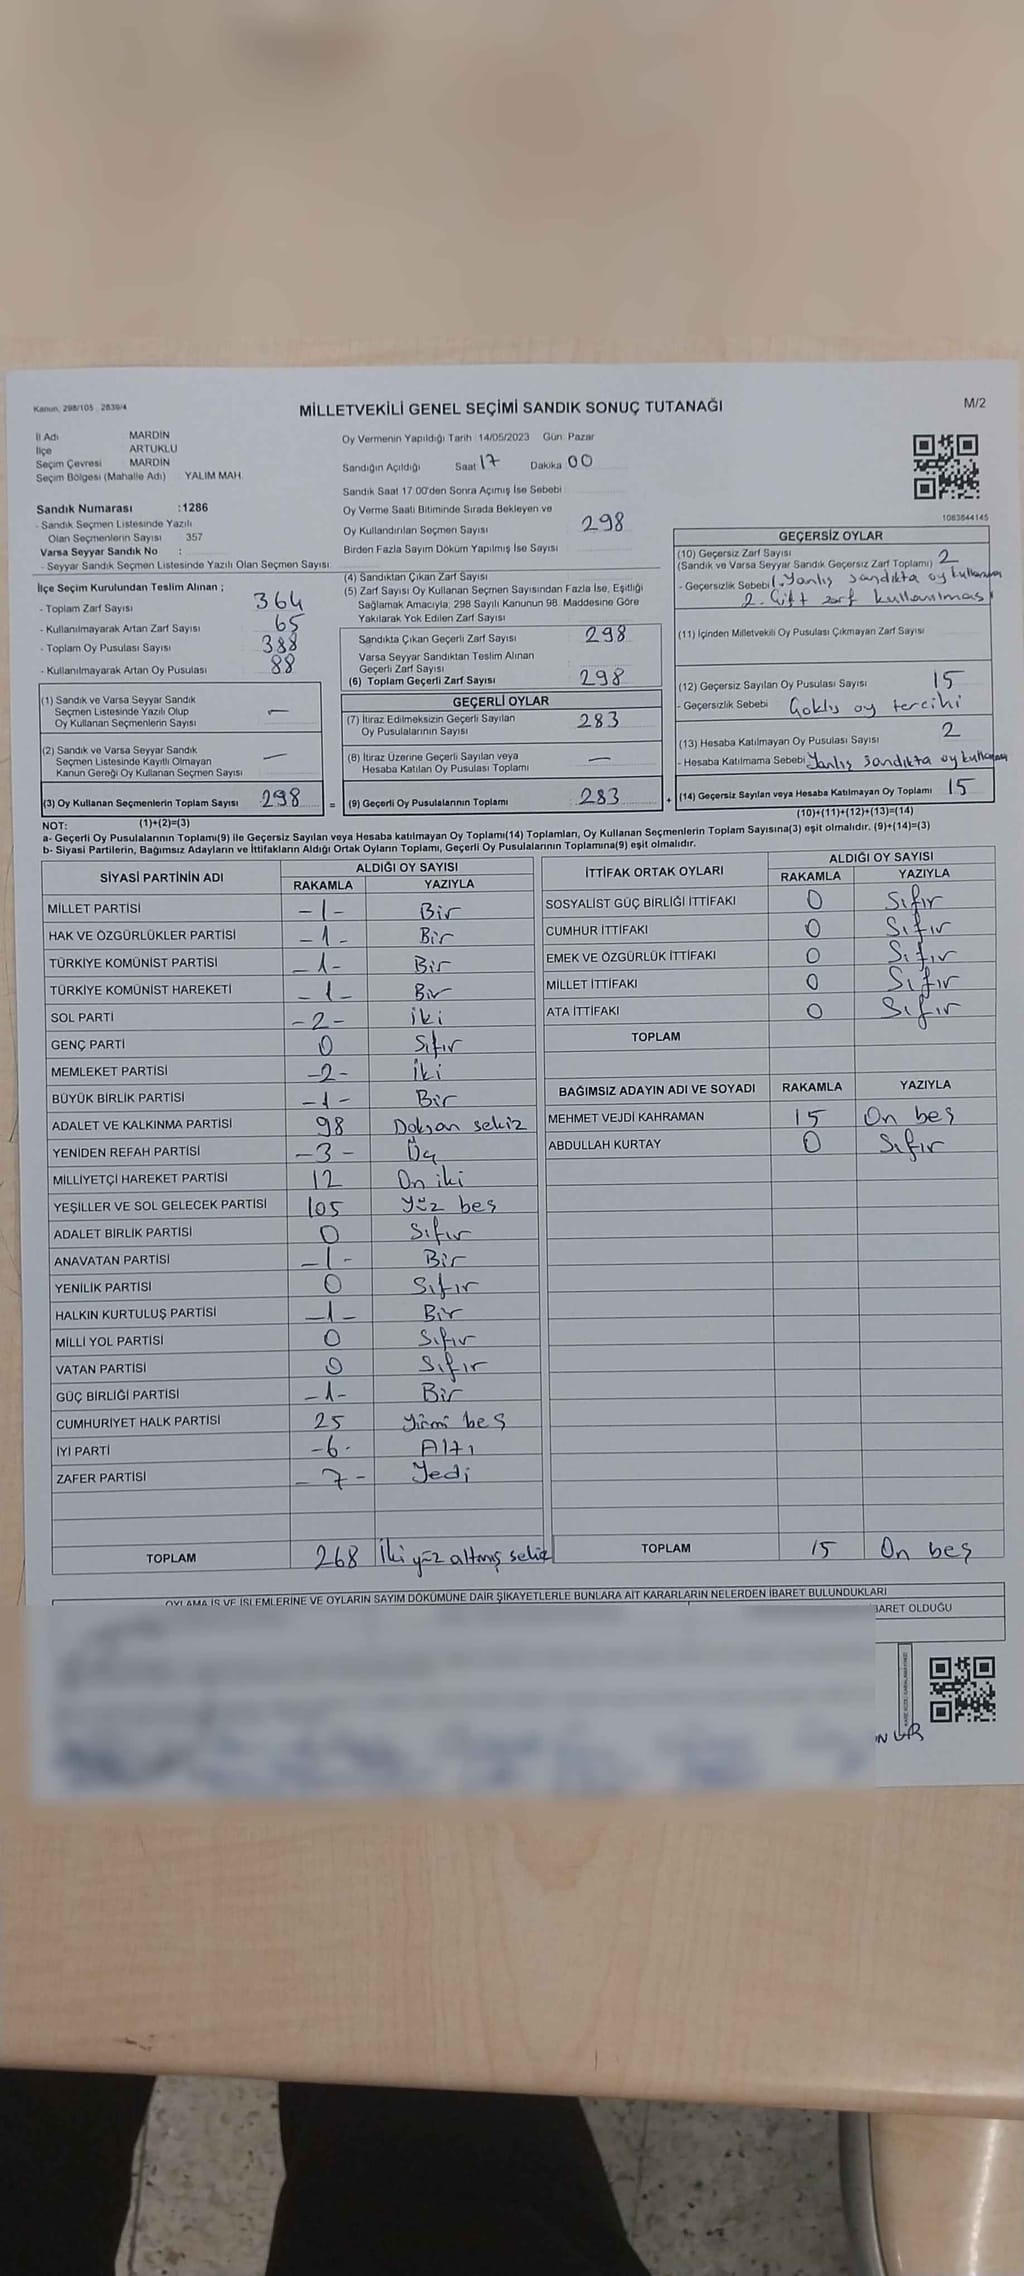 Kanun, 298/105 , 2839/4
MİLLETVEKİLİ GENEL SEÇİMİ SANDIK SONUÇ TUTANAĞI
M/2
İl Adı MARDİN
İlçe ARTUKLU
Seçim Çevresi MARDİN
Seçim Bölgesi (Mahalle Adı) YALIM MAH.
Sandık Numarası :1286
- Sandık Seçmen Listesinde Yazılı
Olan Seçmenlerin Sayısı 357
Varsa Seyyar Sandık No :
- Seyyar Sandık Seçmen Listesinde Yazılı Olan Seçmen Sayısı:
Oy Vermenin Yapıldığı Tarih :14/05/2023 Gün: Pazar
Sandığın Açıldığı Saat 17 Dakika 00
Sandık Saat 17:00'den Sonra Açımış İse Sebebi :
Oy Verme Saati Bitiminde Sırada Bekleyen ve
Oy Kullandırılan Seçmen Sayısı 298
Birden Fazla Sayım Döküm Yapılmış İse Sayısı
1083844145
İlçe Seçim Kurulundan Teslim Alınan ;
- Toplam Zarf Sayısı 364
- Kullanılmayarak Artan Zarf Sayısı 65
- Toplam Oy Pusulası Sayısı 388
- Kullanılmayarak Artan Oy Pusulası 88
(1) Sandık ve Varsa Seyyar Sandık
Seçmen Listesinde Yazılı Olup
Oy Kullanan Seçmenlerin Sayısı —
(2) Sandık ve Varsa Seyyar Sandık
Seçmen Listesinde Kayıtlı Olmayan
Kanun Gereği Oy Kullanan Seçmen Sayısı —
(3) Oy Kullanan Seçmenlerin Toplam Sayısı 298 =
(1)+(2)=(3)
(4) Sandıktan Çıkan Zarf Sayısı
(5) Zarf Sayısı Oy Kullanan Seçmen Sayısından Fazla İse, Eşitliği
Sağlamak Amacıyla, 298 Sayılı Kanunun 98. Maddesine Göre
Yakılarak Yok Edilen Zarf Sayısı
Sandıkta Çıkan Geçerli Zarf Sayısı 298
Varsa Seyyar Sandıktan Teslim Alınan
Geçerli Zarf Sayısı
(6) Toplam Geçerli Zarf Sayısı 298
GEÇERLİ OYLAR
(7) İtiraz Edilmeksizin Geçerli Sayılan
Oy Pusulalarının Sayısı 283
(8) İtiraz Üzerine Geçerli Sayılan veya
Hesaba Katılan Oy Pusulası Toplamı —
(9) Geçerli Oy Pusulalarının Toplamı 283 +
GEÇERSİZ OYLAR
(10) Geçersiz Zarf Sayısı
(Sandık ve Varsa Seyyar Sandık Geçersiz Zarf Toplamı) 2
- Geçersizlik Sebebi 1. Yanlış sandıkta oy kullanması
2. Çift zarf kullanılması
(11) İçinden Milletvekili Oy Pusulası Çıkmayan Zarf Sayısı
(12) Geçersiz Sayılan Oy Pusulası Sayısı 15
- Geçersizlik Sebebi Çoklu oy tercihi
(13) Hesaba Katılmayan Oy Pusulası Sayısı 2
- Hesaba Katılmama Sebebi Yanlış sandıkta oy kullanması
(14) Geçersiz Sayılan veya Hesaba Katılmayan Oy Toplamı 15
(10)+(11)+(12)+(13)=(14)
NOT:
a- Geçerli Oy Pusulalarının Toplamı(9) ile Geçersiz Sayılan veya Hesaba katılmayan Oy Toplamı(14) Toplamları, Oy Kullanan Seçmenlerin Toplam Sayısına(3) eşit olmalıdır. (9)+(14)=(3)
b- Siyasi Partilerin, Bağımsız Adayların ve İttifakların Aldığı Ortak Oyların Toplamı, Geçerli Oy Pusulalarının Toplamına(9) eşit olmalıdır.
SİYASİ PARTİNİN ADI ALDIĞI OY SAYISI
RAKAMLA YAZIYLA
MİLLET PARTİSİ -1- Bir
HAK VE ÖZGÜRLÜKLER PARTİSİ -1- Bir
TÜRKİYE KOMÜNİST PARTİSİ -1- Bir
TÜRKİYE KOMÜNİST HAREKETİ -1- Bir
SOL PARTİ -2- İki
GENÇ PARTİ 0 Sıfır
MEMLEKET PARTİSİ -2- İki
BÜYÜK BİRLİK PARTİSİ -1- Bir
ADALET VE KALKINMA PARTİSİ 98 Doksan sekiz
YENİDEN REFAH PARTİSİ -3- Üç
MİLLİYETÇİ HAREKET PARTİSİ 12 On iki
YEŞİLLER VE SOL GELECEK PARTİSİ 105 Yüz beş
ADALET BİRLİK PARTİSİ 0 Sıfır
ANAVATAN PARTİSİ -1- Bir
YENİLİK PARTİSİ 0 Sıfır
HALKIN KURTULUŞ PARTİSİ -1- Bir
MİLLİ YOL PARTİSİ 0 Sıfır
VATAN PARTİSİ 0 Sıfır
GÜÇ BİRLİĞİ PARTİSİ -1- Bir
CUMHURİYET HALK PARTİSİ 25 Yirmi beş
İYİ PARTİ -6- Altı
ZAFER PARTİSİ -7- Yedi
TOPLAM 268 İki yüz altmış sekiz
İTTİFAK ORTAK OYLARI ALDIĞI OY SAYISI
RAKAMLA YAZIYLA
SOSYALİST GÜÇ BİRLİĞİ İTTİFAKI 0 Sıfır
CUMHUR İTTİFAKI 0 Sıfır
EMEK VE ÖZGÜRLÜK İTTİFAKI 0 Sıfır
MİLLET İTTİFAKI 0 Sıfır
ATA İTTİFAKI 0 Sıfır
TOPLAM
BAĞIMSIZ ADAYIN ADI VE SOYADI RAKAMLA YAZIYLA
MEHMET VEJDİ KAHRAMAN 15 On beş
ABDULLAH KURTAY 0 Sıfır
TOPLAM 15 On beş
OYLAMA İŞ VE İŞLEMLERİNE VE OYLARIN SAYIM DÖKÜMÜNE DAİR ŞİKAYETLERLE BUNLARA AİT KARARLARIN NELERDEN İBARET BULUNDUKLARI
BARET OLDUĞU